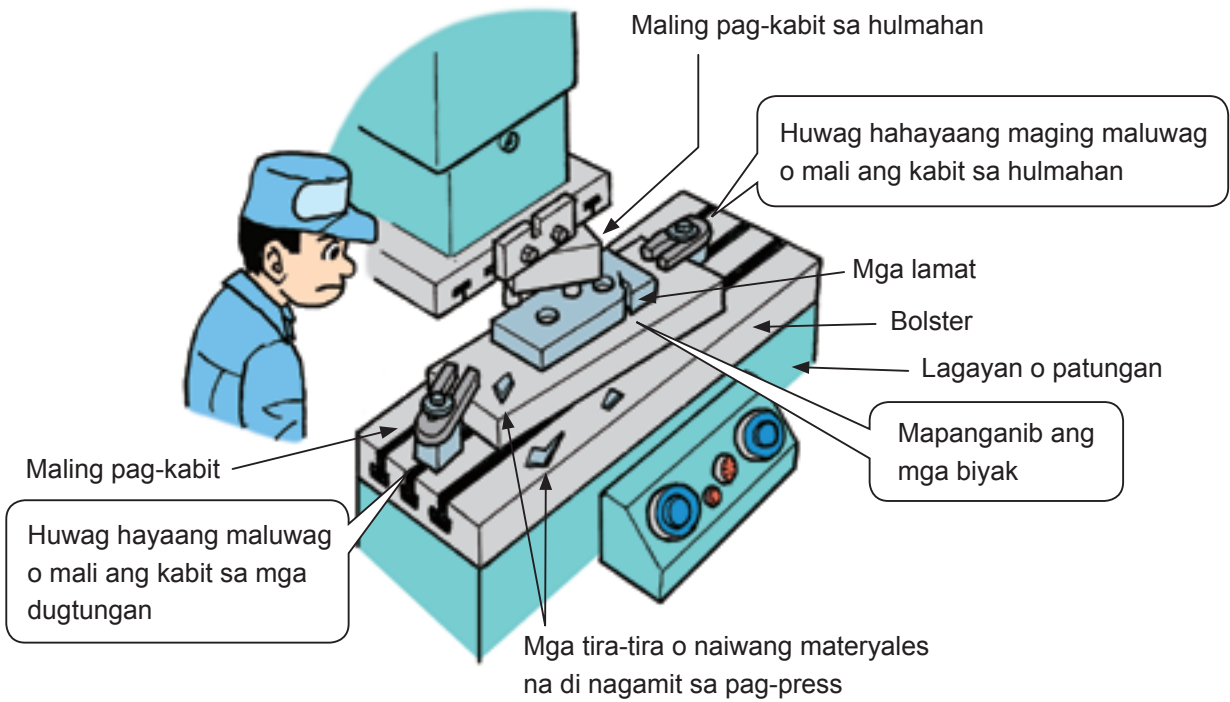 Maling pag-kabit sa hulmahan
Huwag hahayaang maging maluwag
o mali ang kabit sa hulmahan
Mga lamat
Bolster
Lagayan o patungan
Mapanganib ang
mga biyak
Maling pag-kabit
Huwag hayaang maluwag
o mali ang kabit sa mga
dugtungan
Mga tira-tira o naiwang materyales
na di nagamit sa pag-press